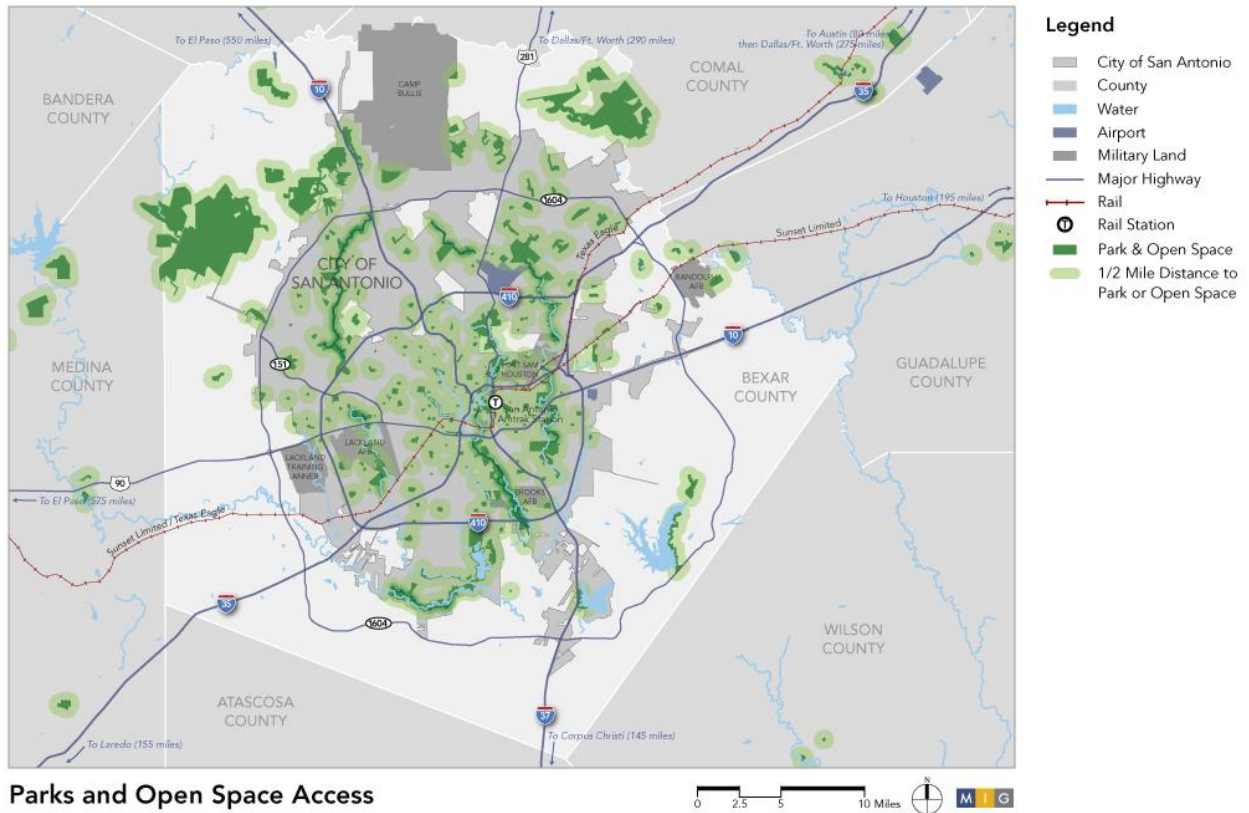 To El Paso (550 miles)
To Dallas/Ft. Worth (290 miles)
To Austin (80 miles)
then Dallas/Ft. Worth (275 miles)
281
CAMP
BULLIS
COMAL
COUNTY
BANDERA
COUNTY
10
35
1604
To Houston (195 miles)
Texas Eagle
Sunset Limited
CITY OF
SAN ANTONIO
RANDOLPH
AFB
410
10
151
MEDINA
COUNTY
FORT SAM
HOUSTON
BEXAR
COUNTY
GUADALUPE
COUNTY
T
San Antonio
Amtrak Station
LACKLAND
AFB
LACKLAND
TRAINING
ANNEX
90
To El Paso (575 miles)
BROOKS
AFB
410
Sunset Limited / Texas Eagle
35
1604
WILSON
COUNTY
ATASCOSA
COUNTY
37
To Laredo (155 miles)
To Corpus Christi (145 miles)
Legend
City of San Antonio
County
Water
Airport
Military Land
Major Highway
Rail
T Rail Station
Park & Open Space
1/2 Mile Distance to
Park or Open Space
Parks and Open Space Access
0 2.5 5 10 Miles
N
M I G